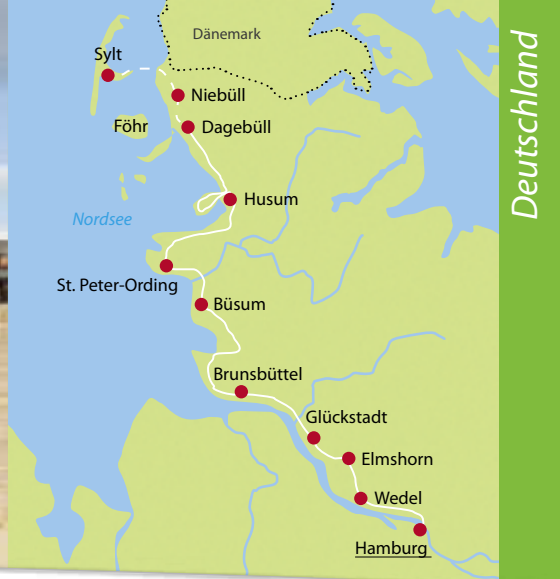 Dänemark
Sylt
Niebüll
Föhr
Dagebüll
Husum
Nordsee
St. Peter-Ording
Büsum
Brunsbüttel
Glückstadt
Elmshorn
Wedel
Hamburg
Deutschland